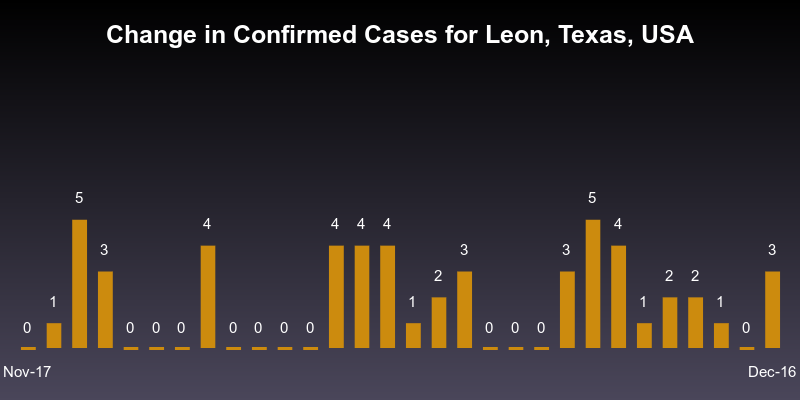 Change in Confirmed Cases for Leon, Texas, USA
0 1 5 3 0 0 0 4 0 0 0 0 4 4 4 1 2 3 0 0 0 3 5 4 1 2 2 1 0 3
Nov-17 Dec-16